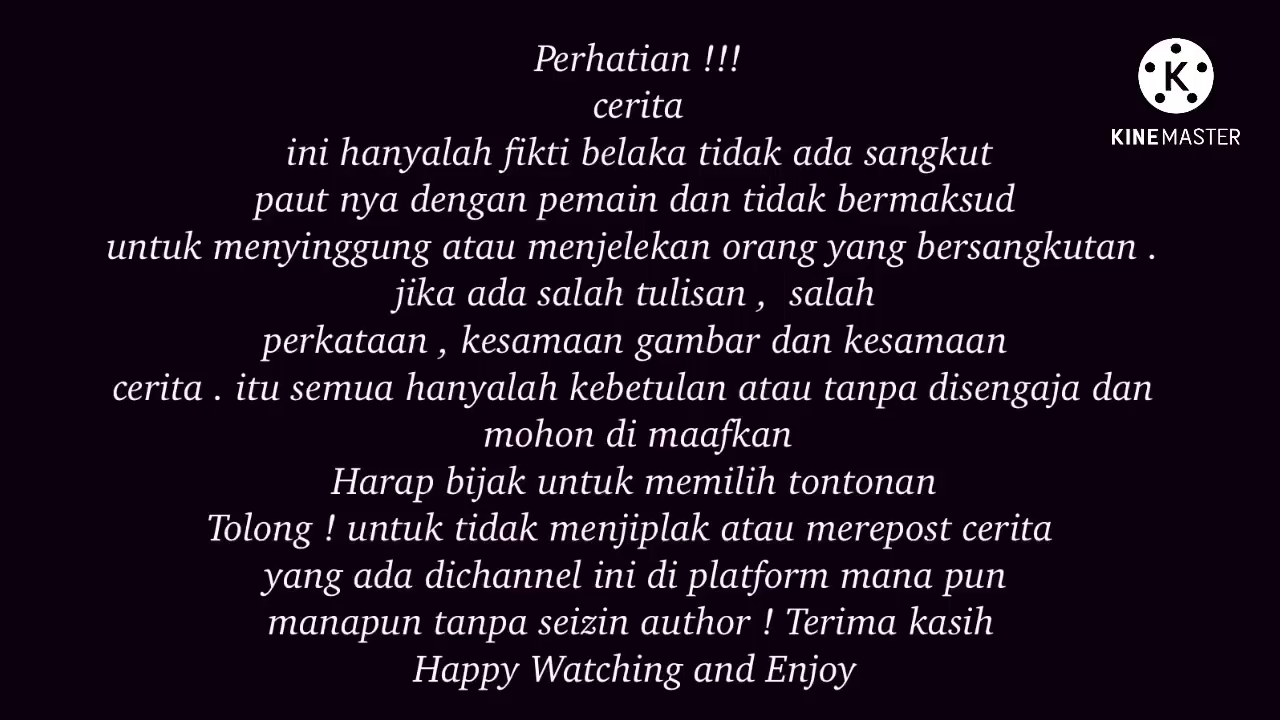 Perhatian !!!
cerita
ini hanyalah fikti belaka tidak ada sangkut
paut nya dengan pemain dan tidak bermaksud
untuk menyinggung atau menjelekan orang yang bersangkutan .
jika ada salah tulisan , salah
perkataan , kesamaan gambar dan kesamaan
cerita . itu semua hanyalah kebetulan atau tanpa disengaja dan
mohon di maafkan
Harap bijak untuk memilih tontonan
Tolong ! untuk tidak menjiplak atau merepost cerita
yang ada dichannel ini di platform mana pun
manapun tanpa seizin author ! Terima kasih
Happy Watching and Enjoy
K
KINEMASTER